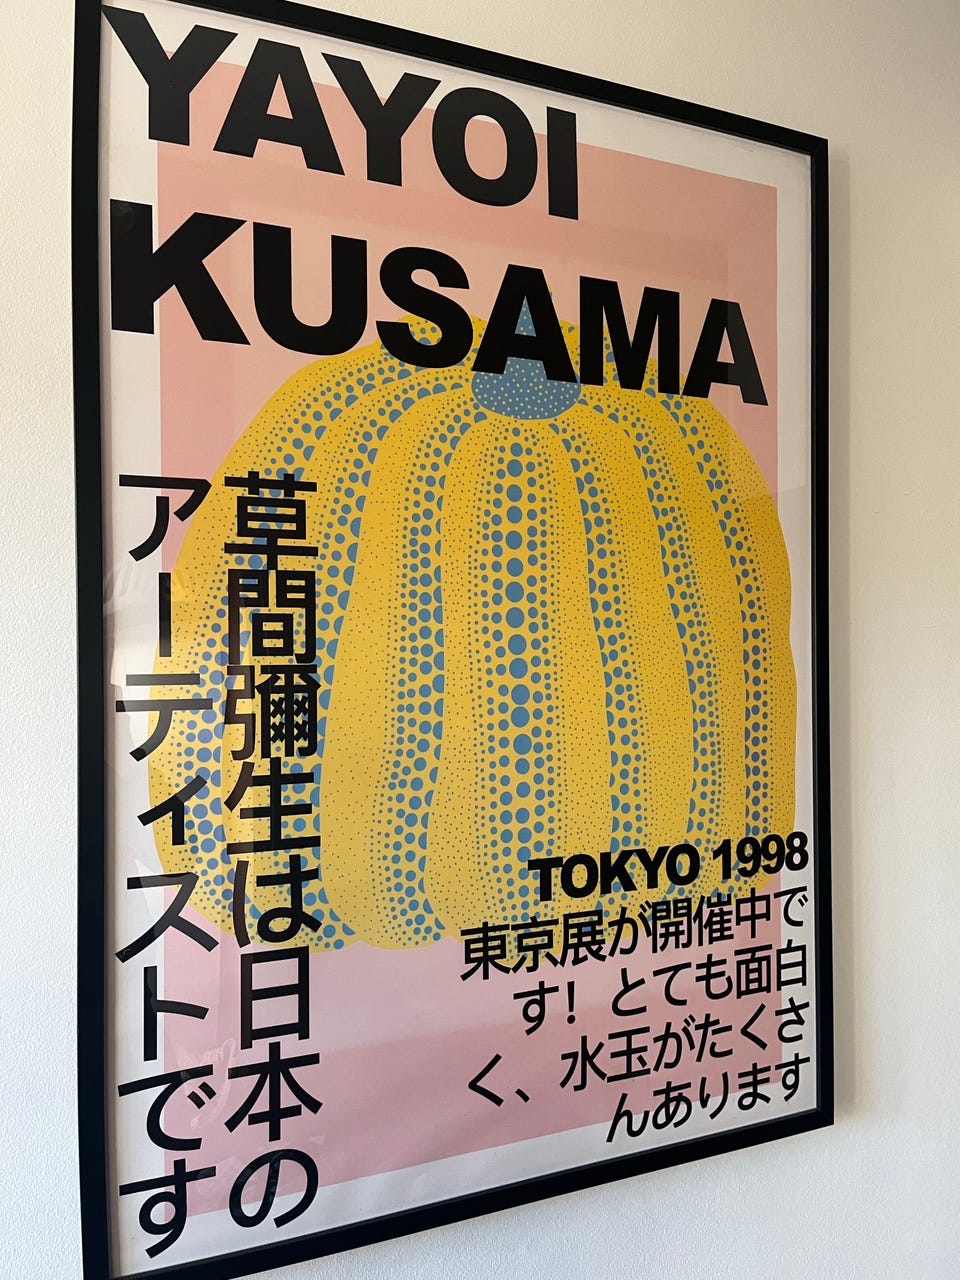 YAYOI
KUSAMA
草間彌生は日本の
アーティストです
TOKYO 1998
東京展が開催中で
す！とても面白
く、水玉がたくさ
んあります